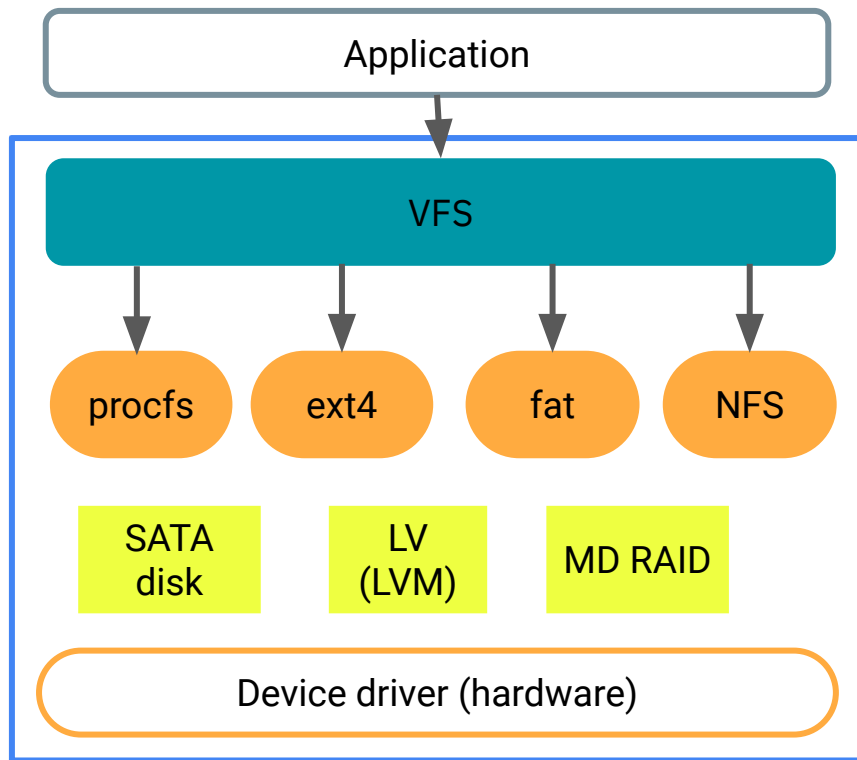 Application
VFS
procfs
ext4
fat
NFS
SATA
disk
LV
(LVM)
MD RAID
Device driver (hardware)